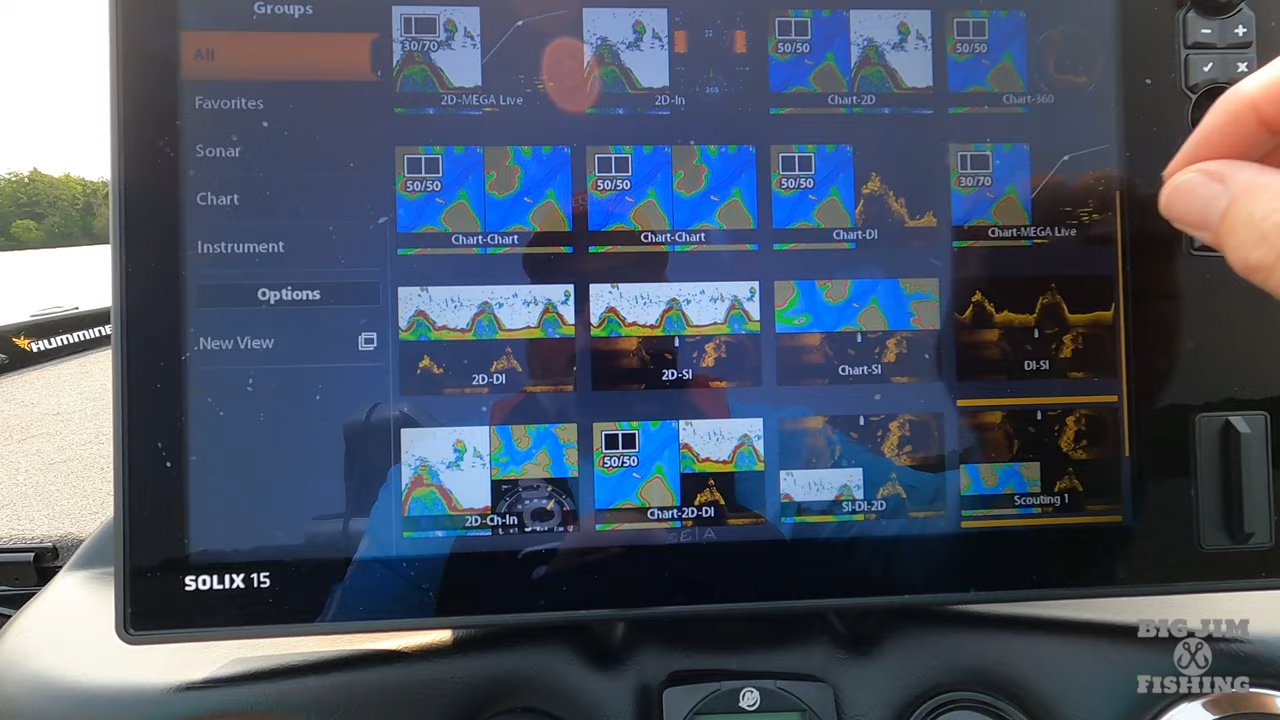 Groups
All
Favorites
Sonar
Chart
Instrument
Options
New View
30/70
2D-MEGA Live
2D-In
268
50/50
Chart-2D
50/50
Chart-360
50/50
Chart-Chart
50/50
Chart-Chart
50/50
Chart-DI
30/70
Chart-MEGA Live
2D-DI
2D-SI
Chart-SI
DI-SI
2D-Ch-In
50/50
Chart-2D-DI
SI-DI-2D
Scouting 1
HUMMINB
SOLIX 15
BIG JIM
FISHING